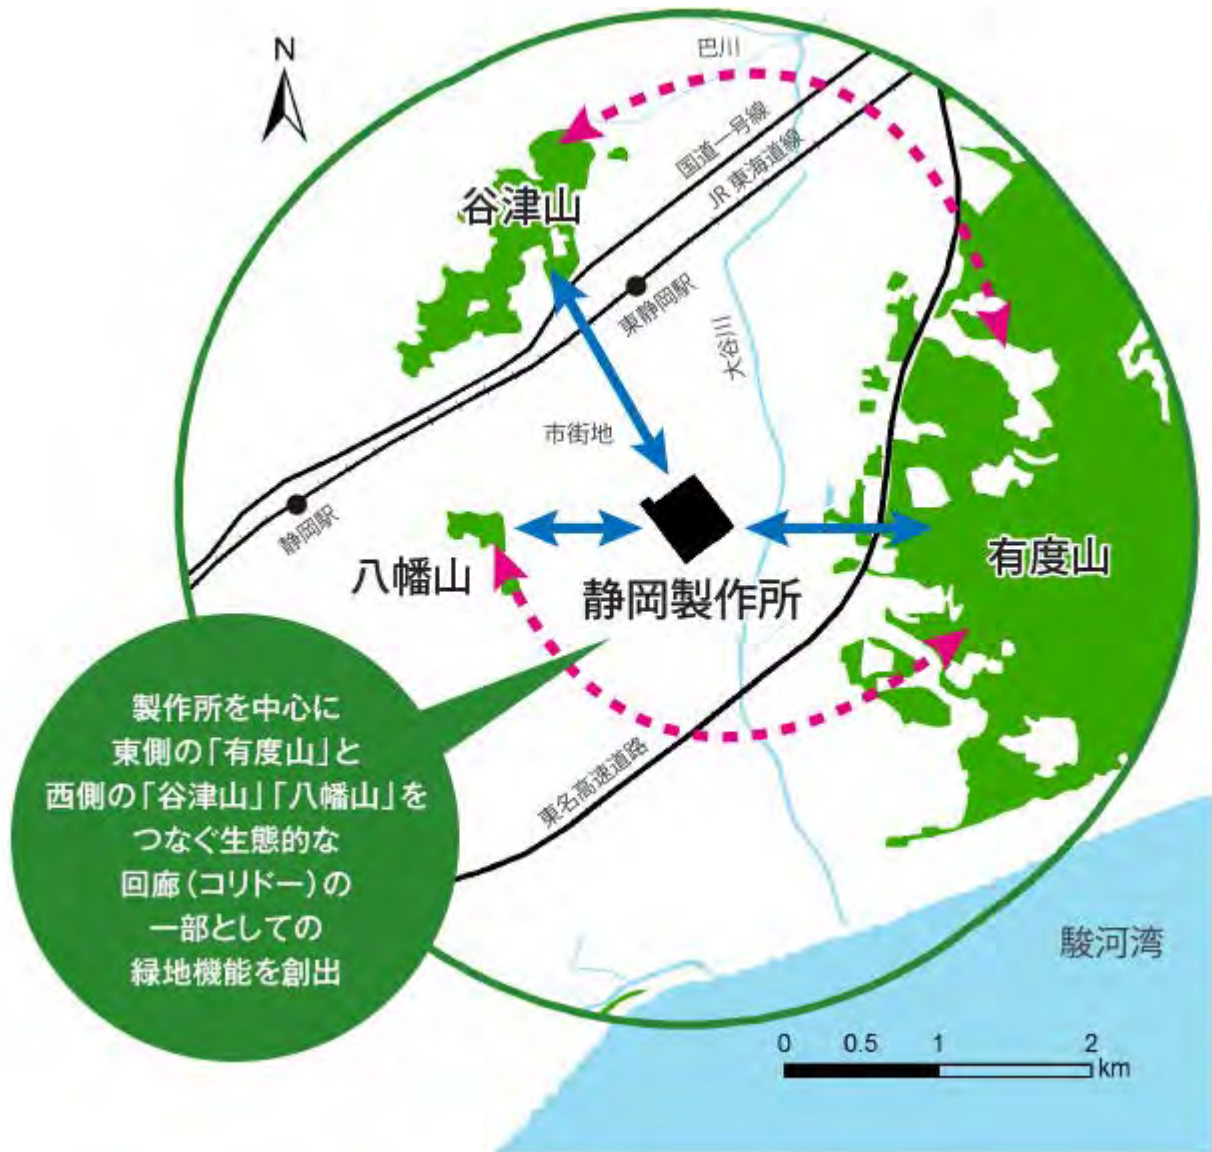 N
巴川
国道一号線
JR 東海道線
谷津山
東静岡駅
大谷川
市街地
静岡駅
八幡山
静岡製作所
有度山
製作所を中心に
東側の「有度山」と
西側の「谷津山」「八幡山」を
つなぐ生態的な
回廊（コリドー）の
一部としての
緑地機能を創出
東名高速道路
駿河湾
0 0.5 1 2
km